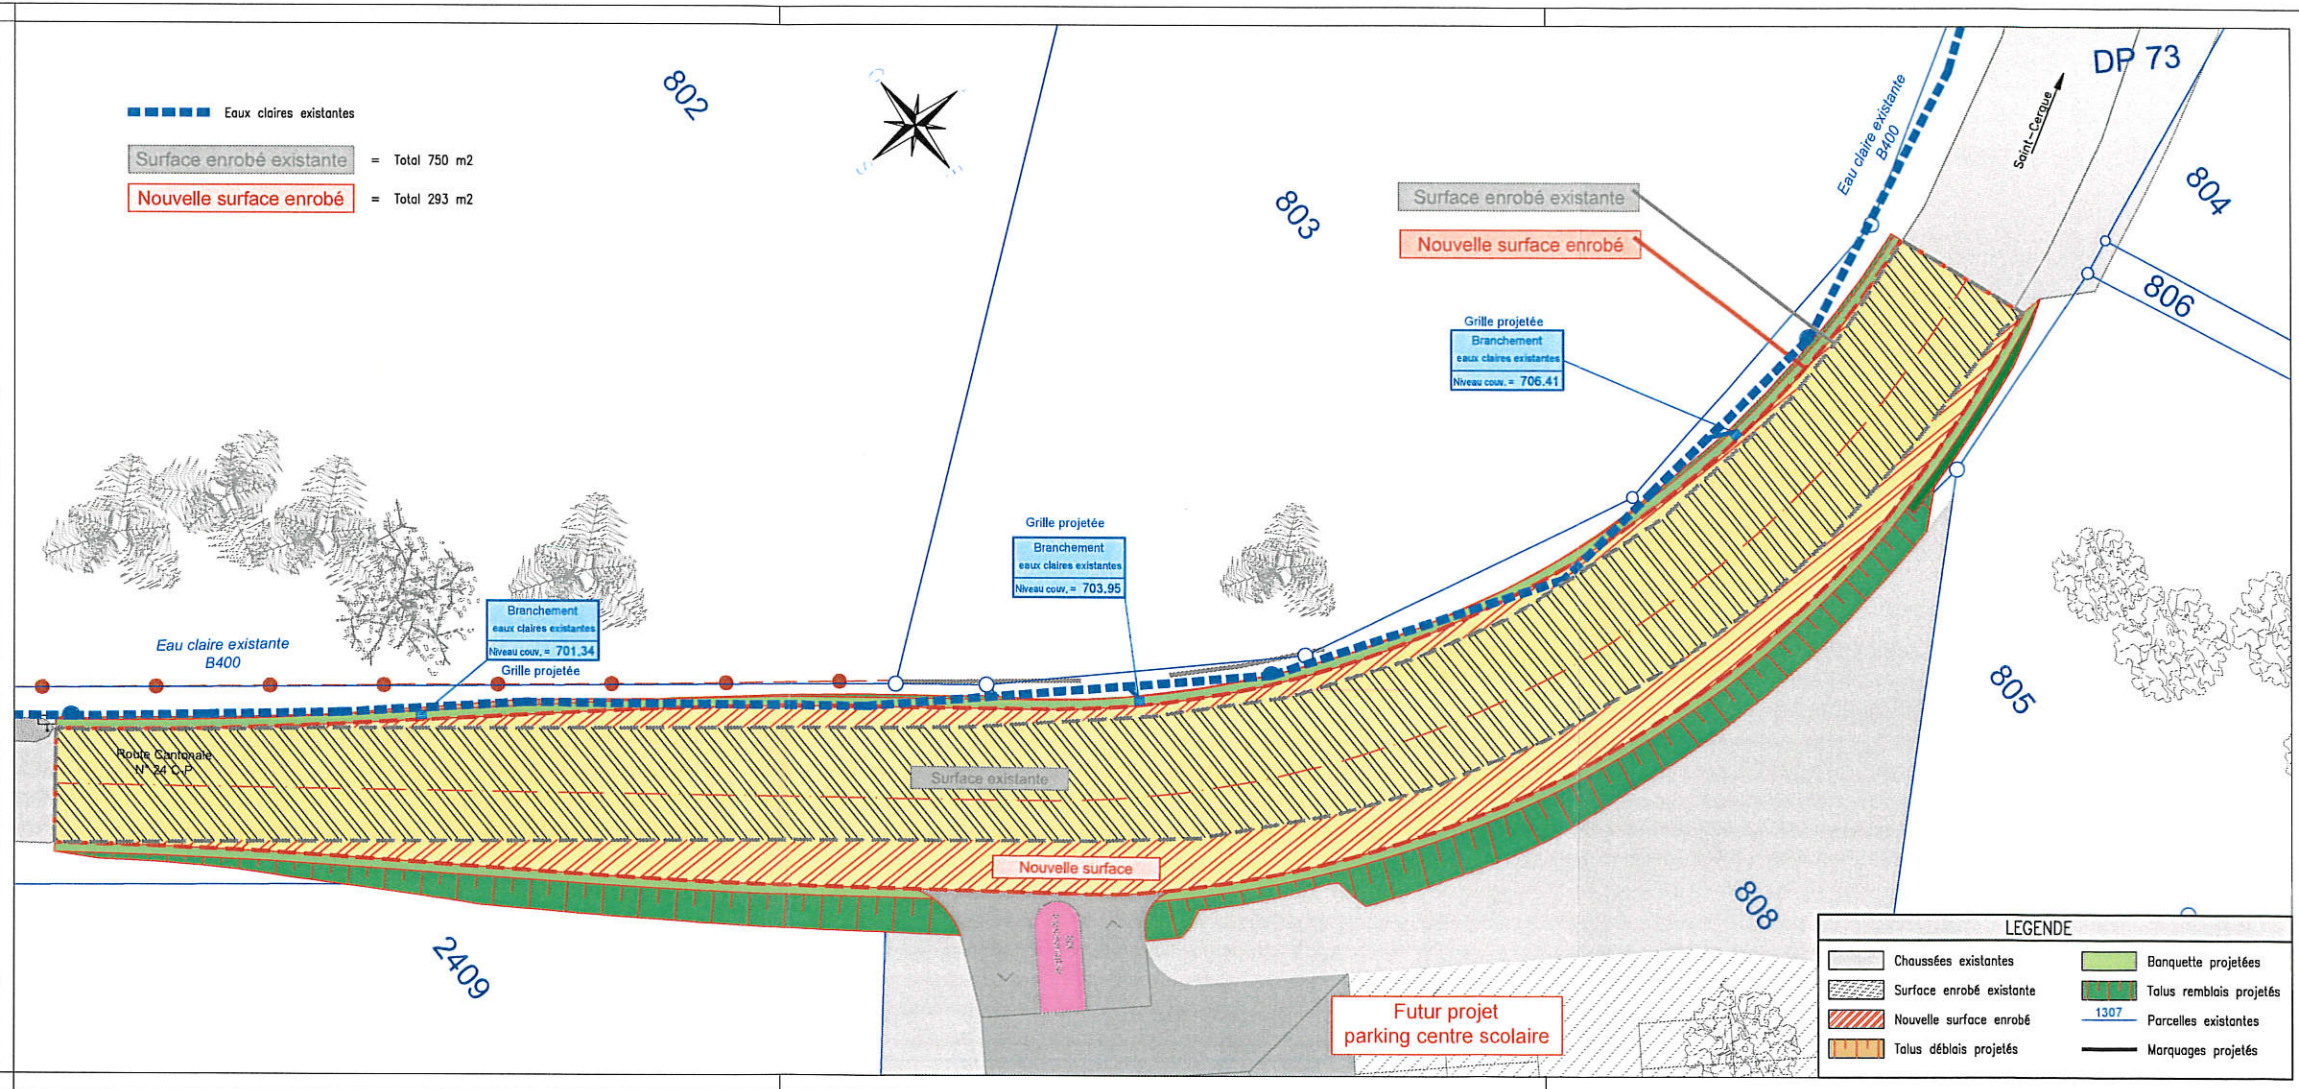 Eaux claires existantes
Surface enrobé existante = Total 750 m2
Nouvelle surface enrobé = Total 293 m2
802
803
Surface enrobé existante
Nouvelle surface enrobé
Eau claire existante
B400
DP 73
Saint-Cergue
804
806
Grille projetée
Branchement
eaux claires existantes
Niveau couv. = 706.41
Grille projetée
Branchement
eaux claires existantes
Niveau couv. = 703.95
Branchement
eaux claires existantes
Niveau couv. = 701.34
Grille projetée
Eau claire existante
B400
Route Cantonale
N° 24 C-P
Surface existante
Nouvelle surface
805
808
2409
Futur projet
parking centre scolaire
LEGENDE
Chaussées existantes
Surface enrobé existante
Nouvelle surface enrobé
Talus déblais projetés
Banquette projetées
Talus remblais projetés
1307
Parcelles existantes
Marquages projetés